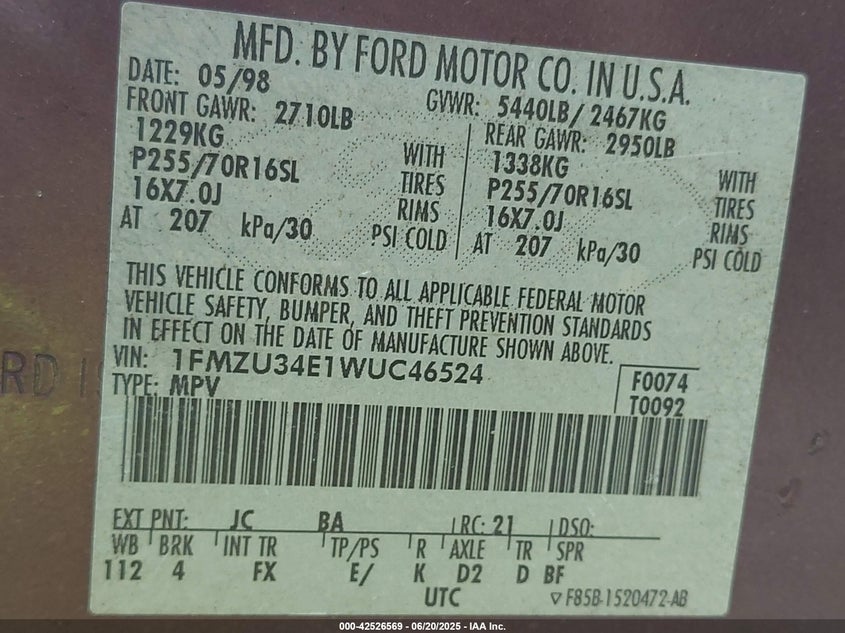 MFD. BY FORD MOTOR CO. IN U.S.A.
DATE: 05/98 GVWR: 5440LB/ 2467KG
FRONT GAWR: 2710LB REAR GAWR: 2950LB
1229KG WITH 1338KG WITH
P255/70R16SL TIRES P255/70R16SL TIRES
16X7.0J RIMS 16X7.0J RIMS
AT 207 kPa/30 PSI COLD AT 207 kPa/30 PSI COLD
THIS VEHICLE CONFORMS TO ALL APPLICABLE FEDERAL MOTOR
VEHICLE SAFETY, BUMPER, AND THEFT PREVENTION STANDARDS
IN EFFECT ON THE DATE OF MANUFACTURE SHOWN ABOVE.
VIN: 1FMZU34E1WUC46524 F0074
TYPE: MPV T0092
EXT PNT: JC BA RC: 21 DSO:
WB BRK INT TR TP/PS R AXLE TR SPR
112 4 FX E/ K D2 D BF
UTC F85B-1520472-AB
RD
000-42526569 - 06/20/2025 - IAA Inc.